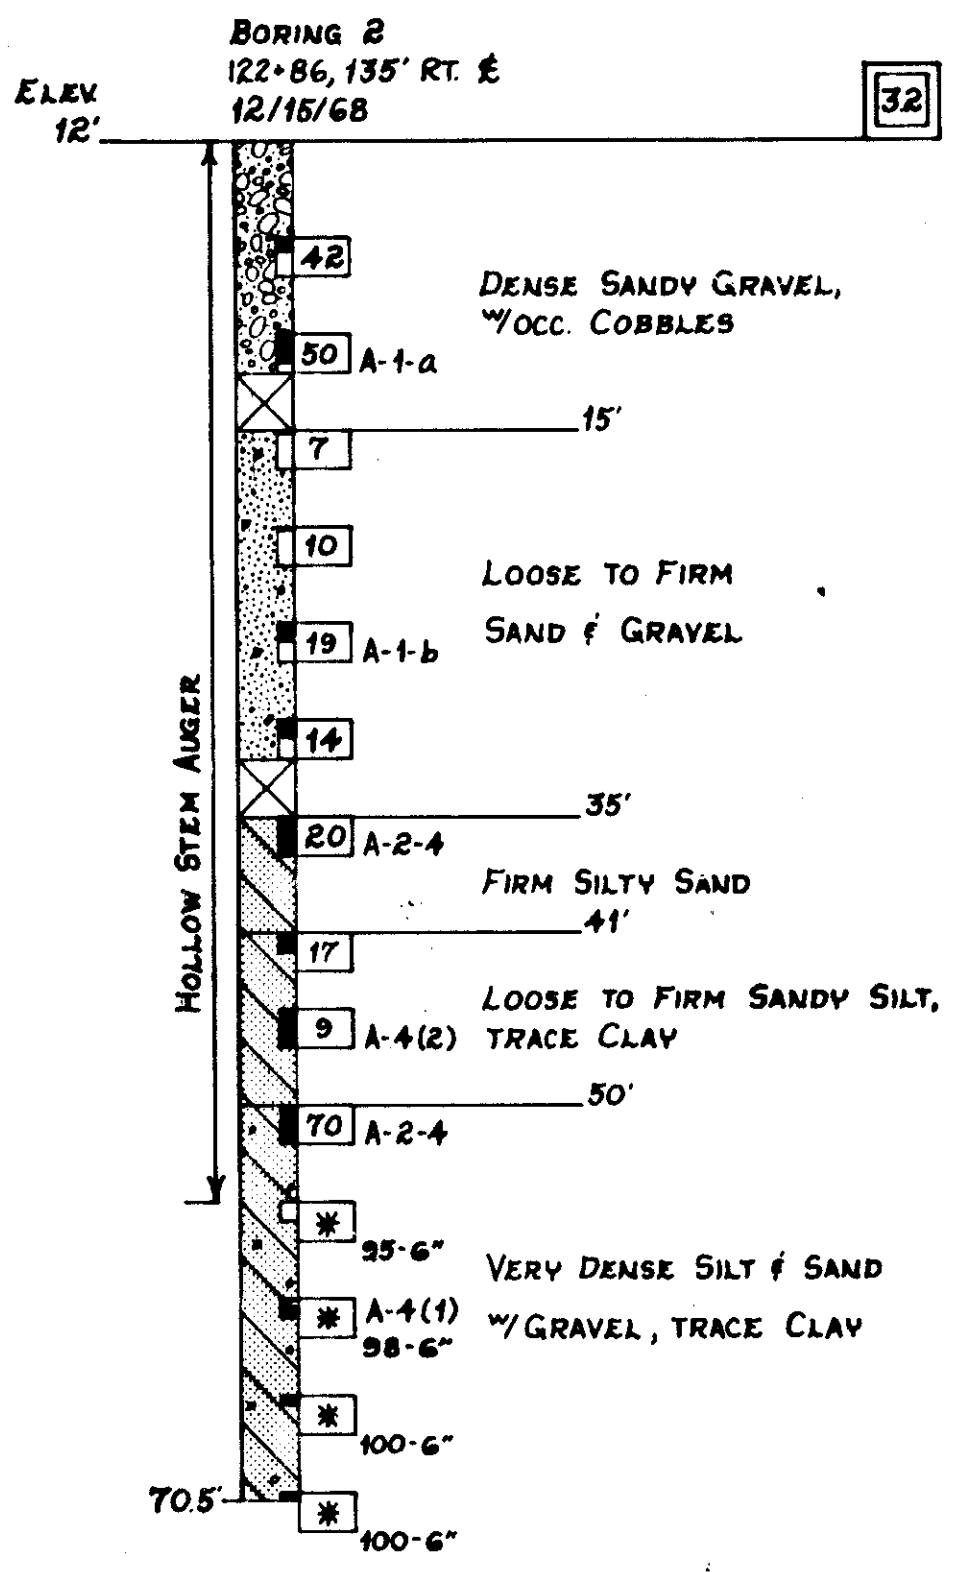 BORING 2
122+86, 135' RT. ℄
12/15/68
ELEV.
12'
32
42
DENSE SANDY GRAVEL,
W/OCC. COBBLES
50 A-1-a
15'
7
10
LOOSE TO FIRM
SAND & GRAVEL
19 A-1-b
14
HOLLOW STEM AUGER
35'
20 A-2-4
FIRM SILTY SAND
41'
17
LOOSE TO FIRM SANDY SILT,
TRACE CLAY
9 A-4(2)
50'
70 A-2-4
*
95-6"
VERY DENSE SILT & SAND
W/ GRAVEL, TRACE CLAY
* A-4(1)
98-6"
*
100-6"
70.5'
*
100-6"